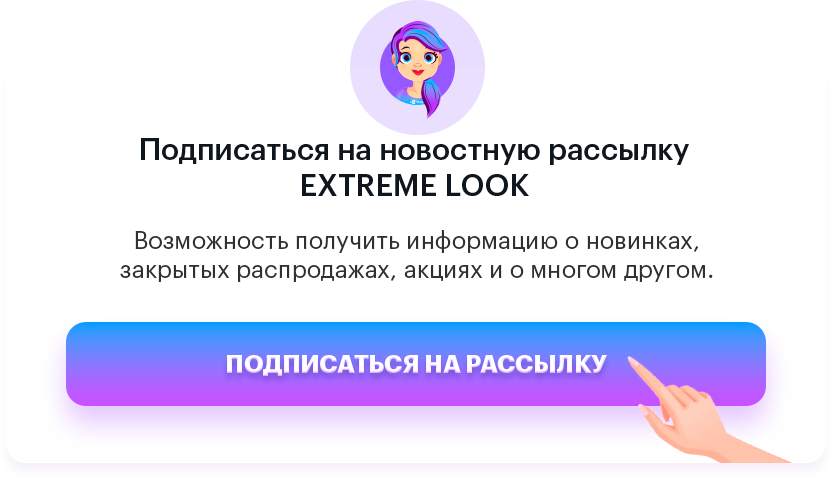 Подписаться на новостную рассылку
EXTREME LOOK
Возможность получить информацию о новинках,
закрытых распродажах, акциях и о многом другом.
ПОДПИСАТЬСЯ НА РАССЫЛКУ